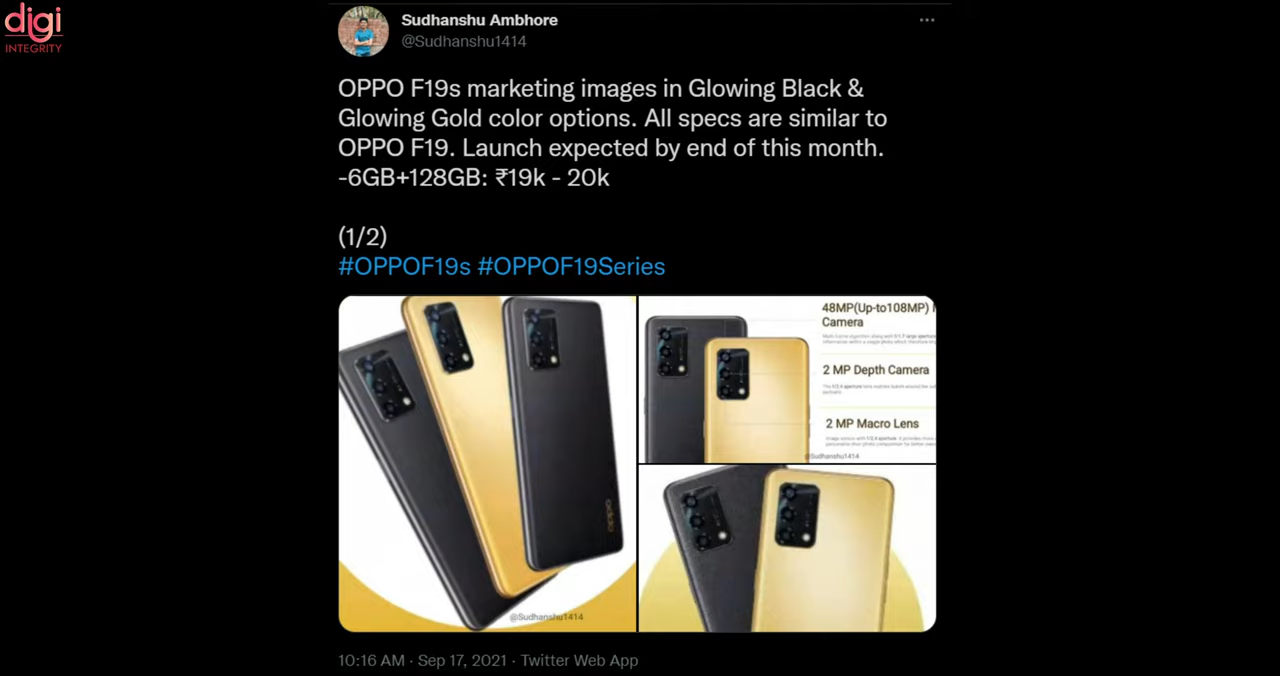 digi
INTEGRITY
Sudhanshu Ambhore
@Sudhanshu1414
OPPO F19s marketing images in Glowing Black &
Glowing Gold color options. All specs are similar to
OPPO F19. Launch expected by end of this month.
-6GB+128GB: ₹19k - 20k
(1/2)
#OPPOF19s #OPPOF19Series
oppo
@Sudhanshu1414
48MP(Up-to108MP)
Camera
2 MP Depth Camera
2 MP Macro Lens
@Sudhanshu1414
10:16 AM · Sep 17, 2021 · Twitter Web App